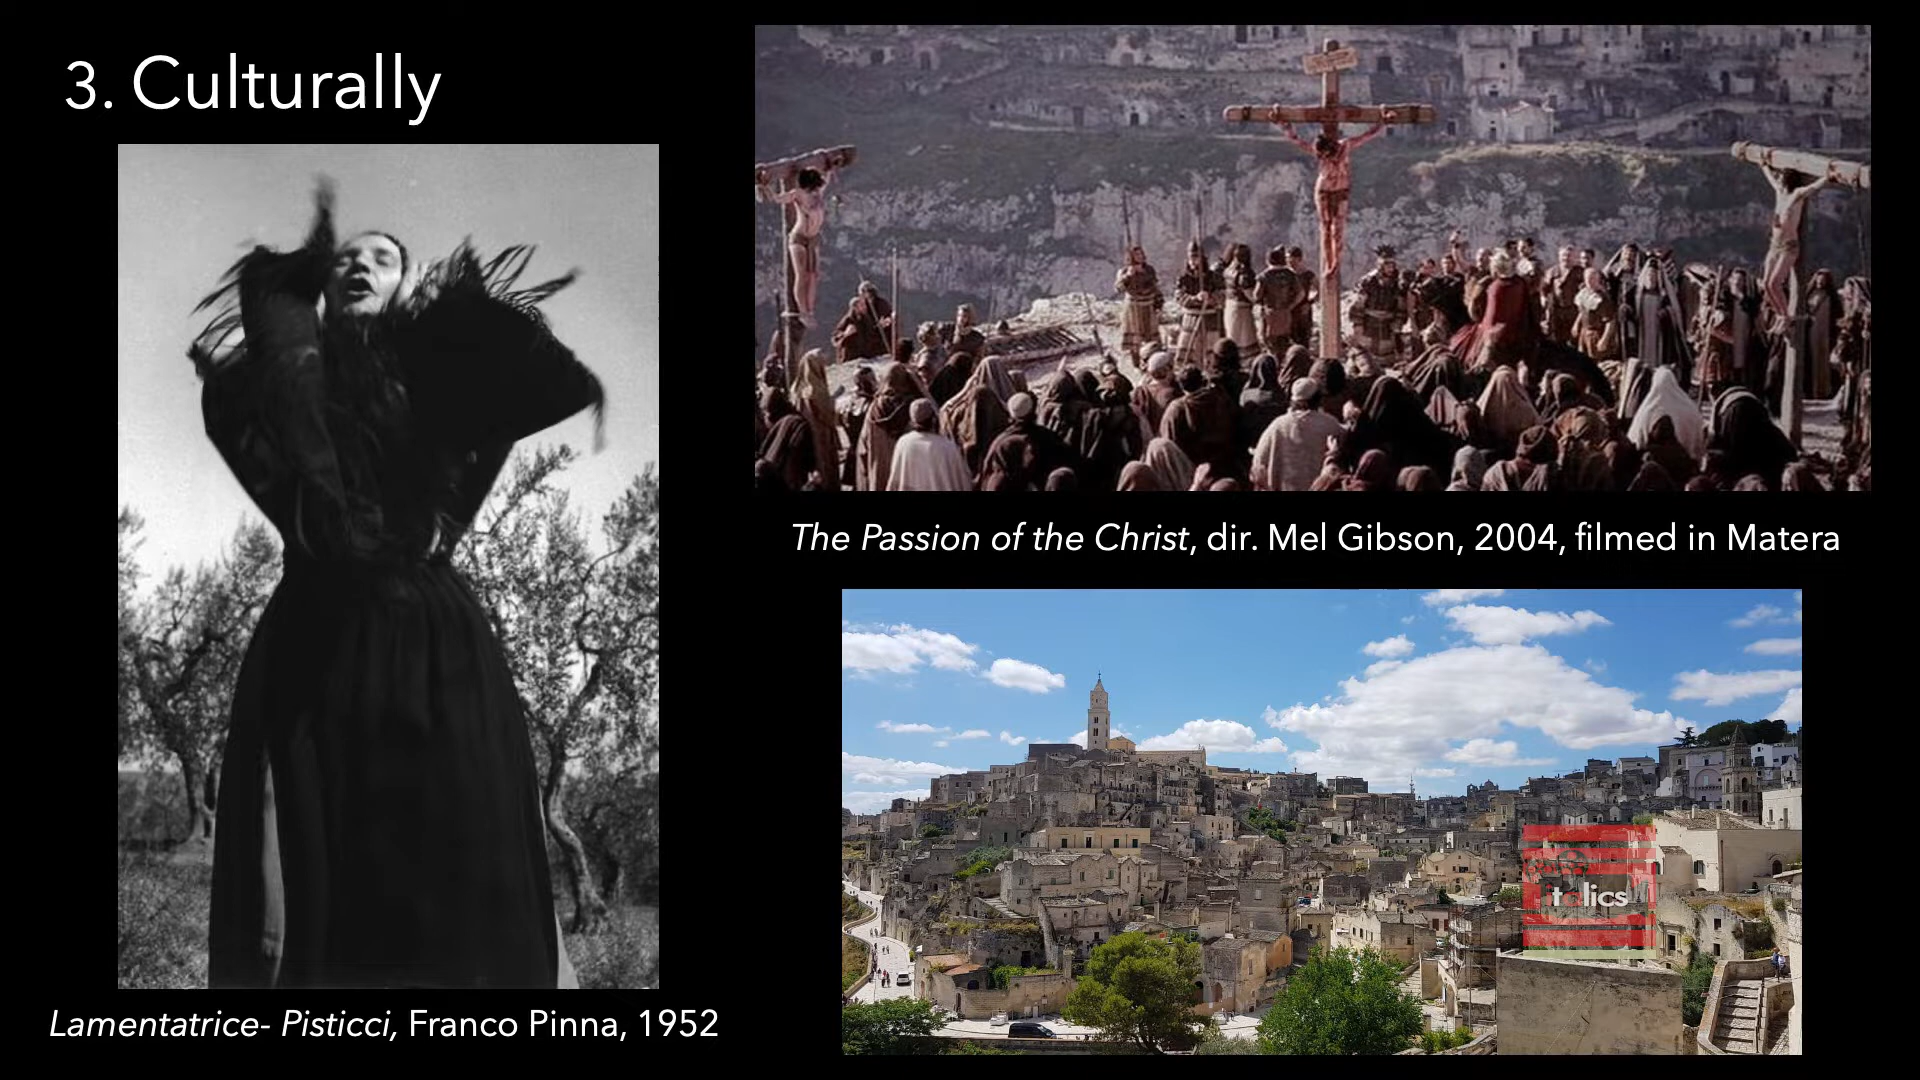 3. Culturally
The Passion of the Christ, dir. Mel Gibson, 2004, filmed in Matera
italics
Lamentatrice- Pisticci, Franco Pinna, 1952